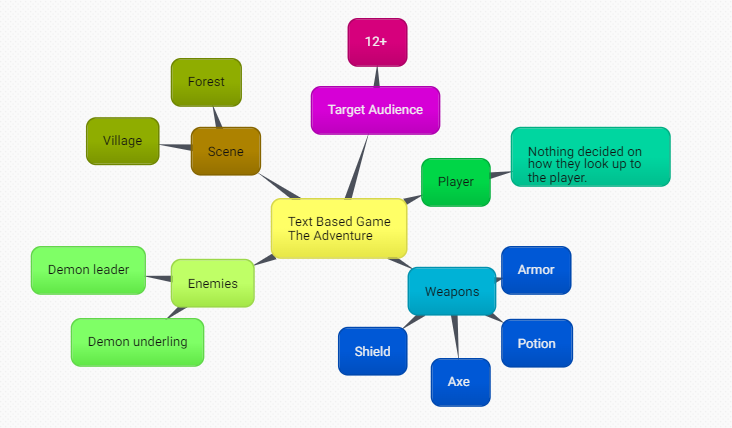 12+
Forest
Target Audience
Village
Scene
Nothing decided on
how they look up to
the player.
Player
Text Based Game
The Adventure
Demon leader
Enemies
Armor
Weapons
Demon underling
Shield
Potion
Axe